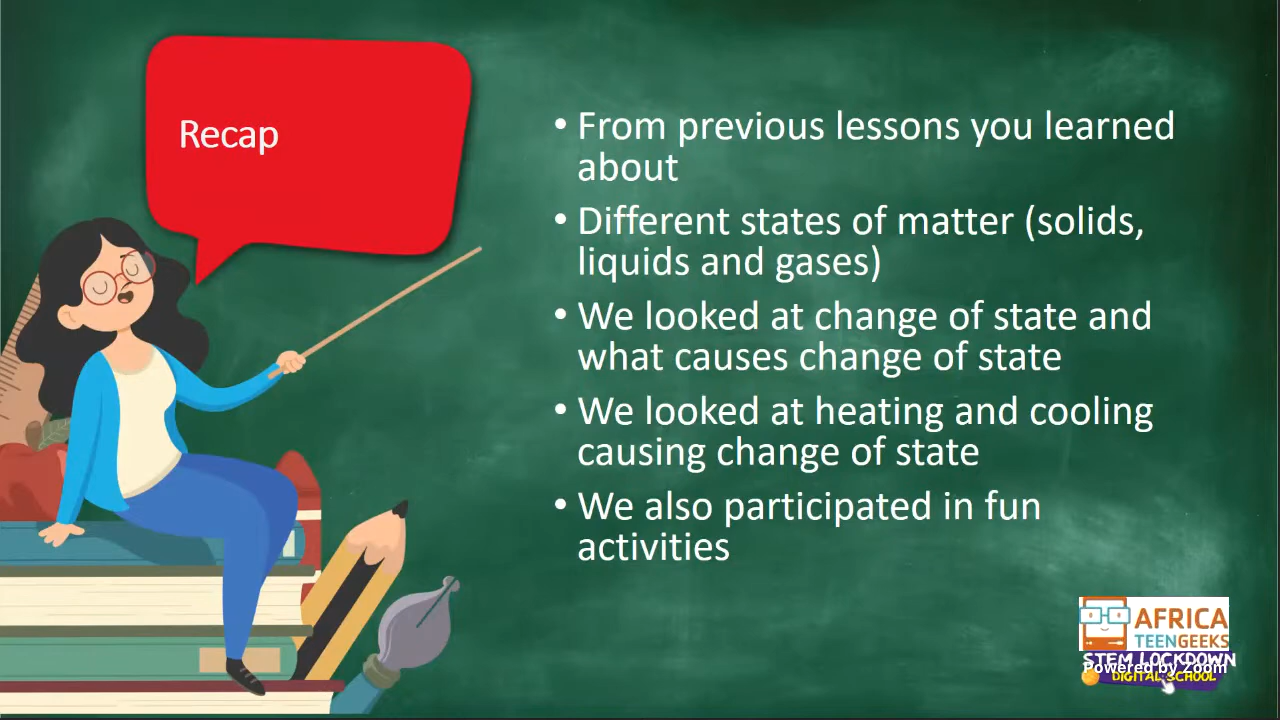 Recap
• From previous lessons you learned
about
• Different states of matter (solids,
liquids and gases)
• We looked at change of state and
what causes change of state
• We looked at heating and cooling
causing change of state
• We also participated in fun
activities
AFRICA
TEENGEEKS
STEM LOCKDOWN
Powered by Zoom
DIGITAL SCHOOL